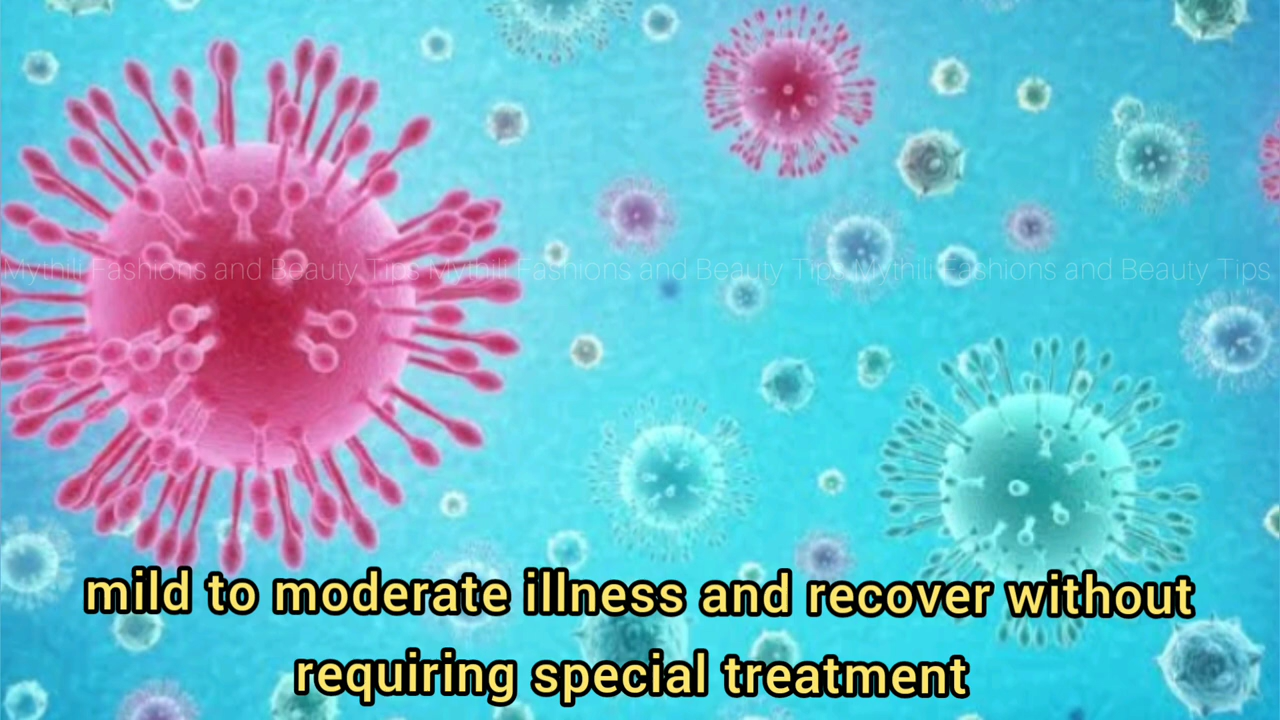 Mythili Fashions and Beauty Tips Mythili Fashions and Beauty Tips Mythili Fashions and Beauty Tips
mild to moderate illness and recover without
requiring special treatment